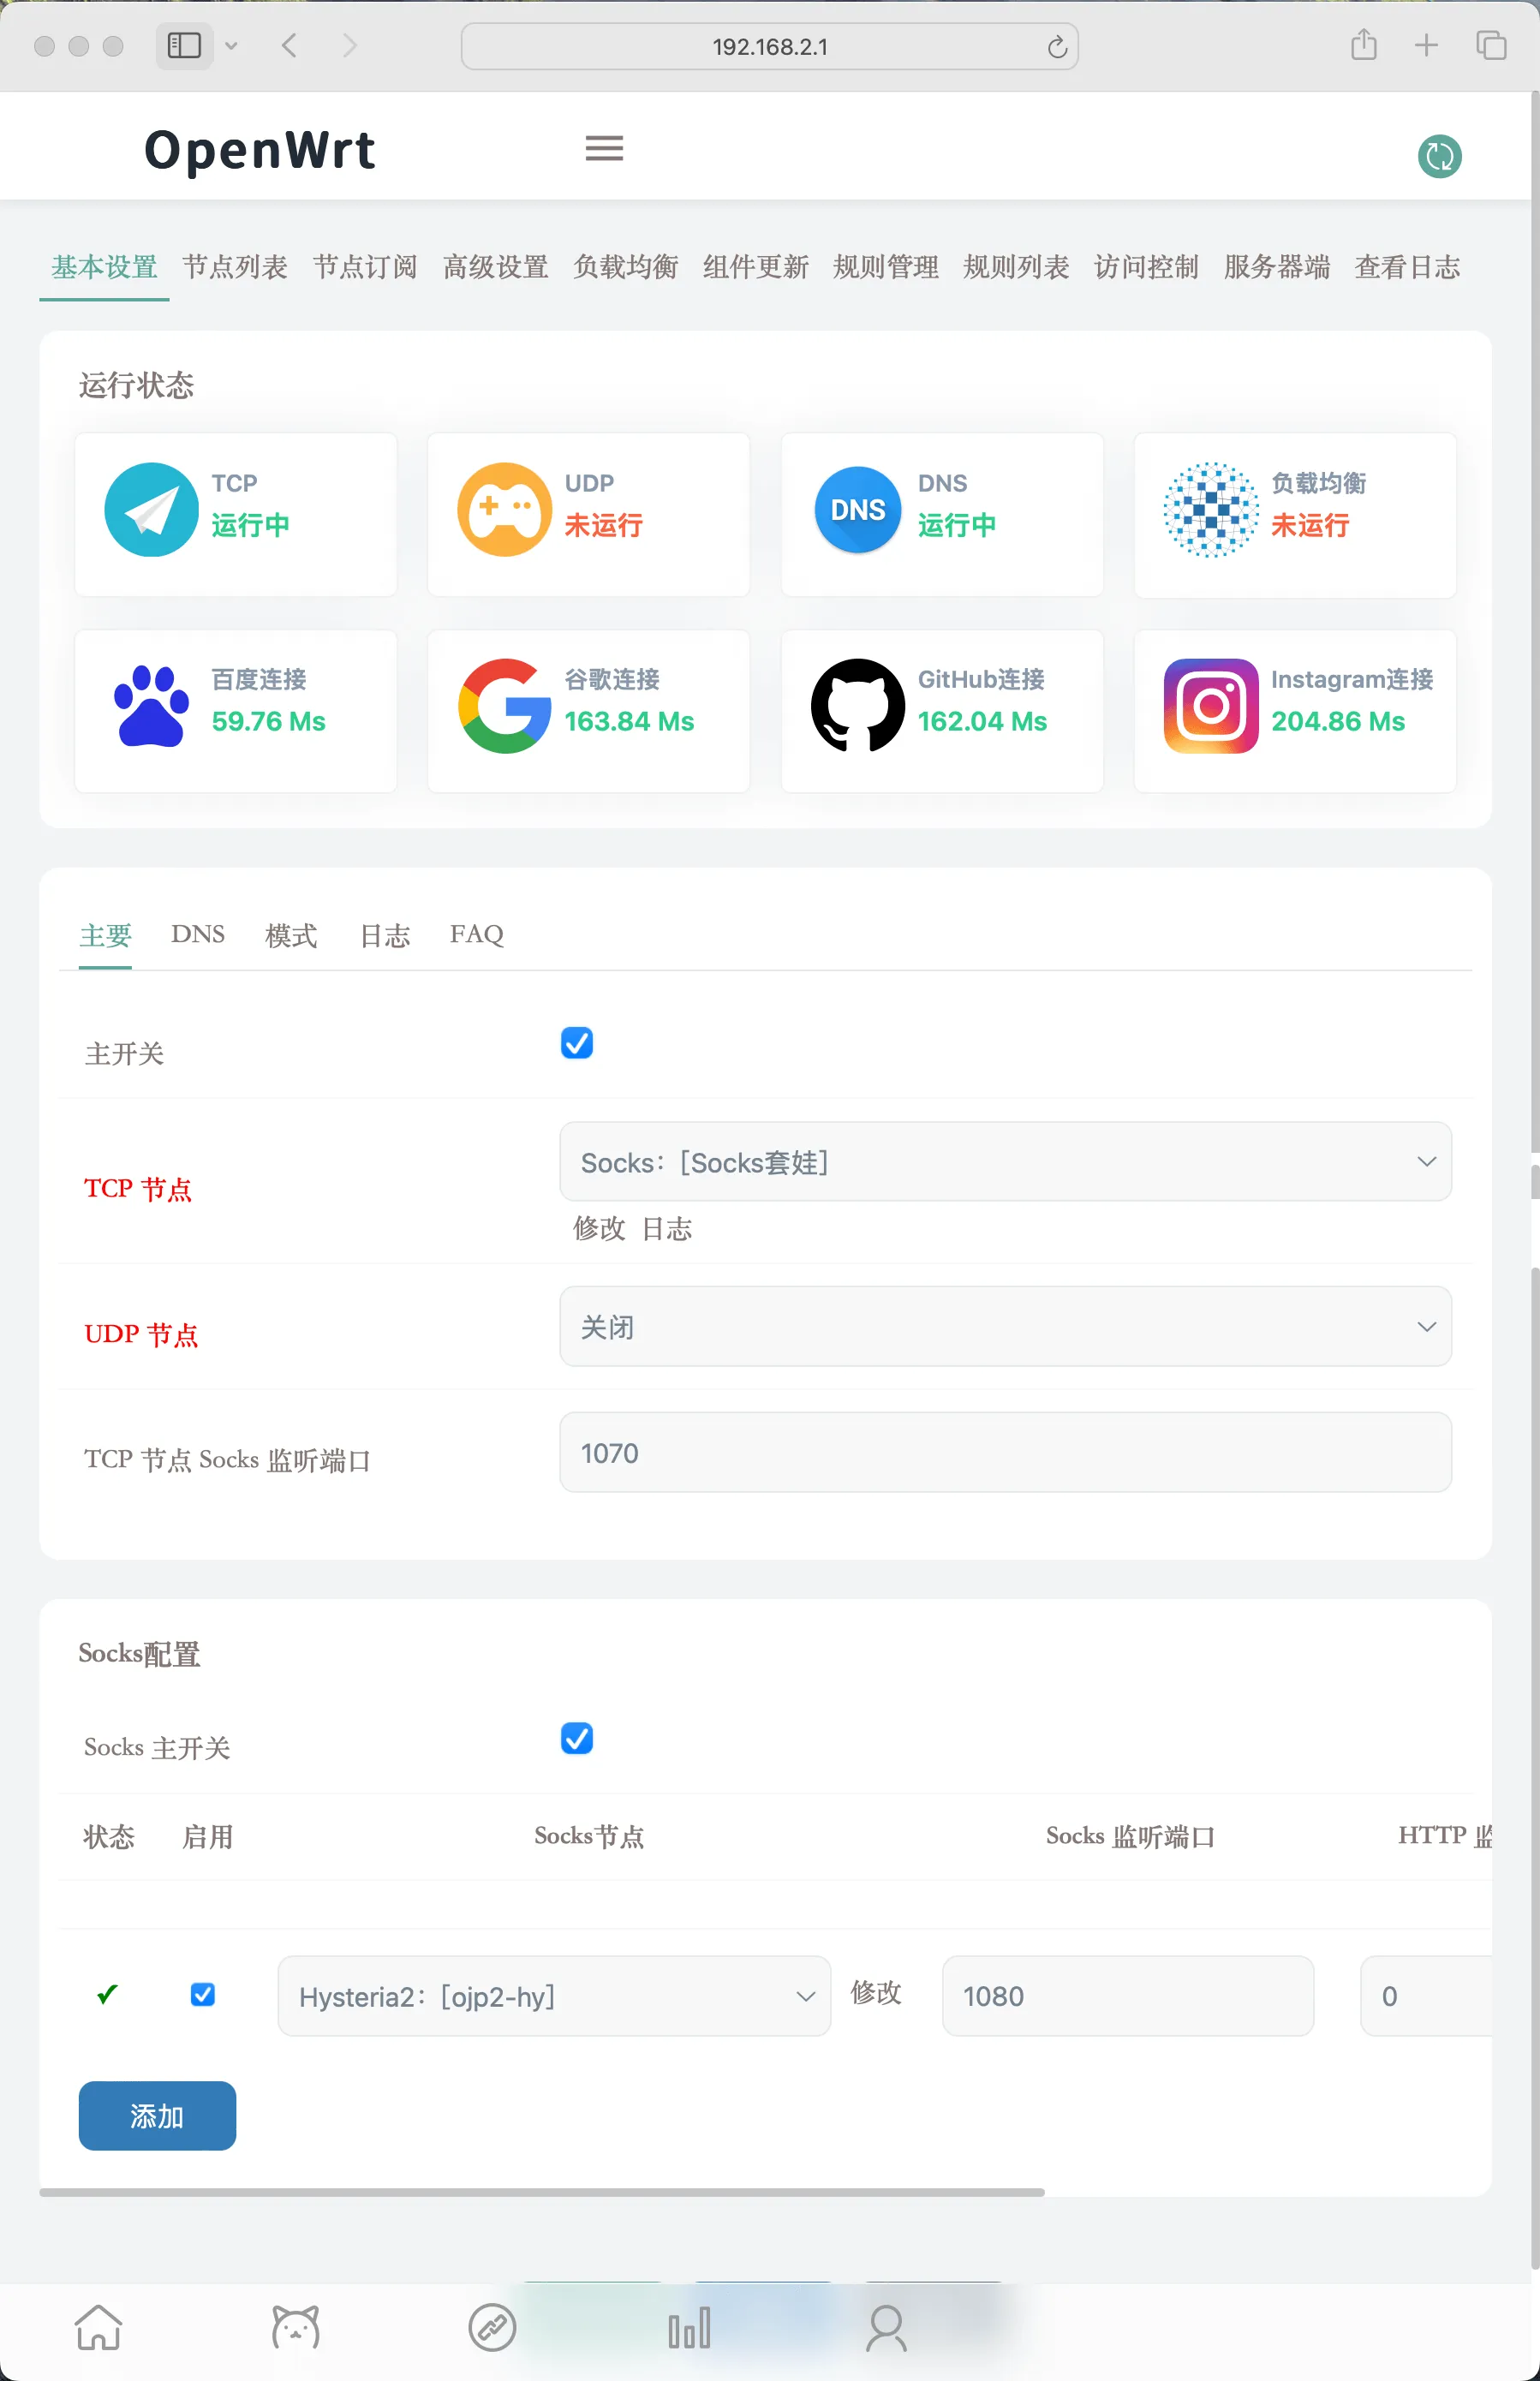 192.168.2.1
OpenWrt
基本设置 节点列表 节点订阅 高级设置 负载均衡 组件更新 规则管理 规则列表 访问控制 服务器端 查看日志
运行状态
TCP
运行中
UDP
未运行
DNS
DNS
运行中
负载均衡
未运行
百度连接
59.76 Ms
谷歌连接
163.84 Ms
GitHub连接
162.04 Ms
Instagram连接
204.86 Ms
主要 DNS 模式 日志 FAQ
主开关
TCP 节点
Socks：[Socks套娃]
修改 日志
UDP 节点
关闭
TCP 节点 Socks 监听端口
1070
Socks配置
Socks 主开关
状态 启用 Socks节点 Socks 监听端口 HTTP 监
Hysteria2：[ojp2-hy] 修改 1080 0
添加